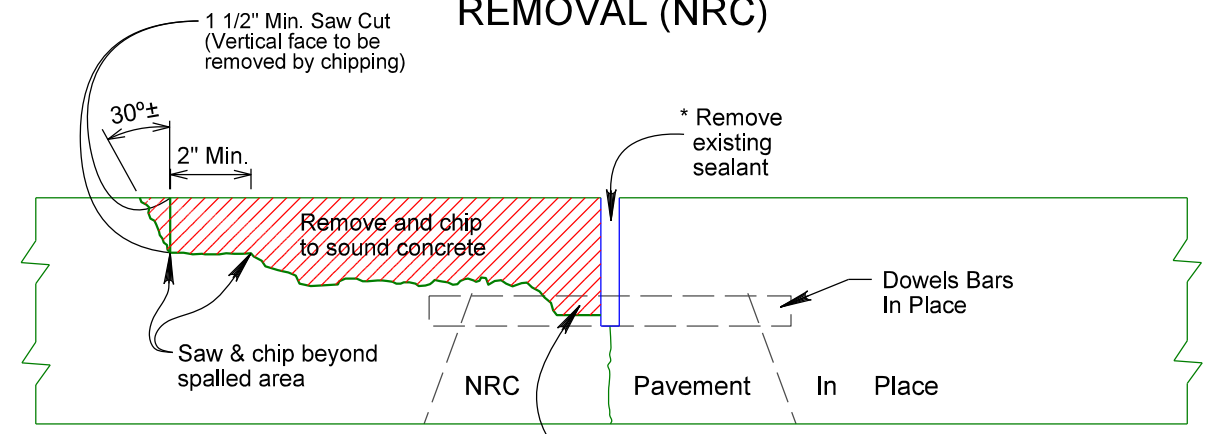 REMOVAL (NRC)
1 1/2" Min. Saw Cut
(Vertical face to be
removed by chipping)
30º±
2" Min.
* Remove
existing
sealant
Remove and chip
to sound concrete
Dowels Bars
In Place
Saw & chip beyond
spalled area
NRC Pavement In Place